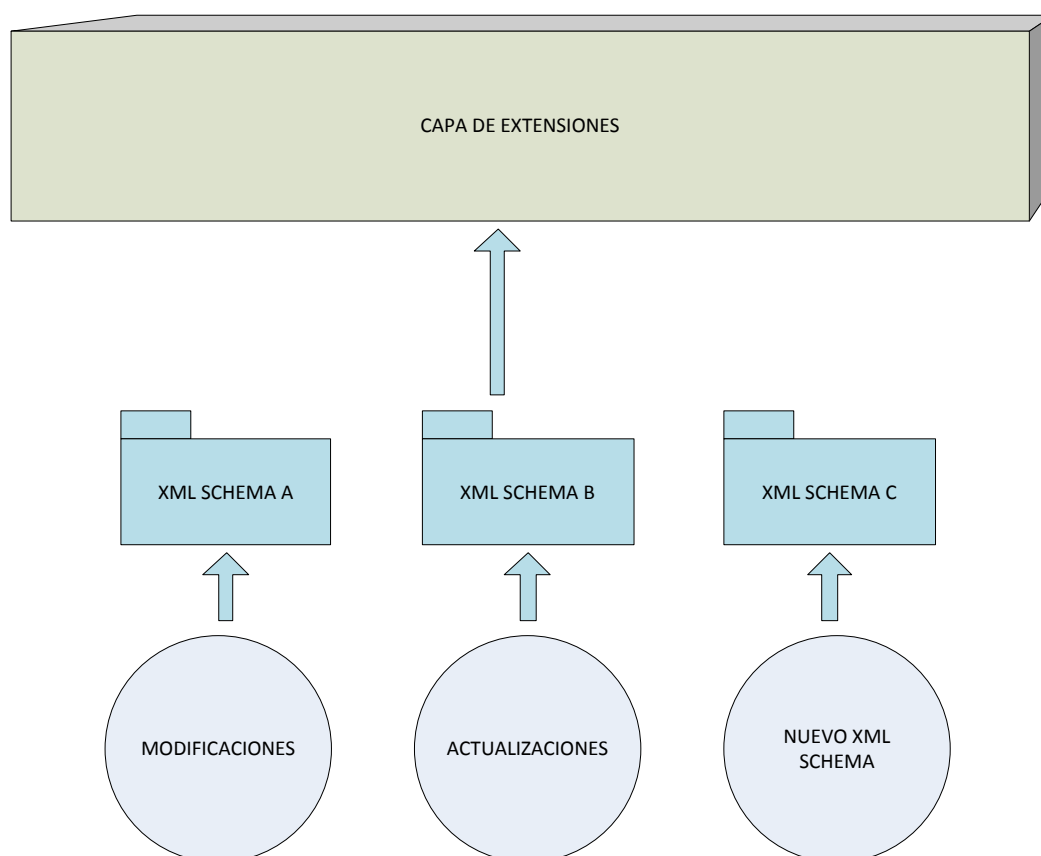 CAPA DE EXTENSIONES
XML SCHEMA A
XML SCHEMA B
XML SCHEMA C
MODIFICACIONES
ACTUALIZACIONES
NUEVO XML
SCHEMA